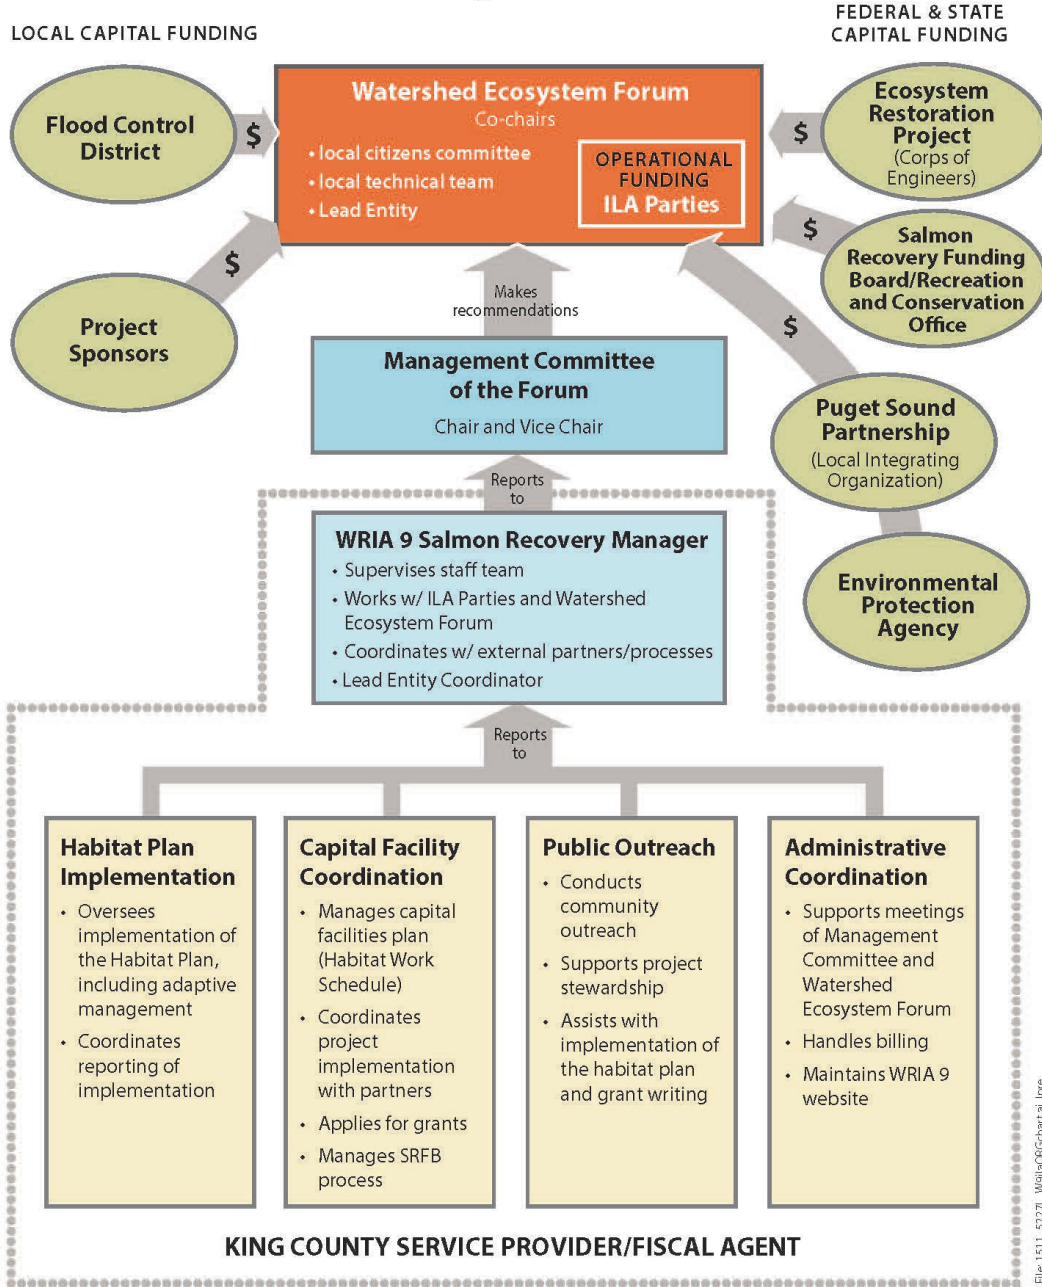 LOCAL CAPITAL FUNDING
FEDERAL & STATE
CAPITAL FUNDING
Flood Control
District
$
Watershed Ecosystem Forum
Co-chairs
• local citizens committee
• local technical team
• Lead Entity
OPERATIONAL
FUNDING
ILA Parties
$
Ecosystem
Restoration
Project
(Corps of
Engineers)
$
Salmon
Recovery Funding
Board/Recreation
and Conservation
Office
Project
Sponsors
$
Makes
recommendations
$
Management Committee
of the Forum
Chair and Vice Chair
Puget Sound
Partnership
(Local Integrating
Organization)
Reports
to
WRIA 9 Salmon Recovery Manager
• Supervises staff team
• Works w/ ILA Parties and Watershed
Ecosystem Forum
• Coordinates w/ external partners/processes
• Lead Entity Coordinator
Environmental
Protection
Agency
Reports
to
Habitat Plan
Implementation
• Oversees
implementation of
the Habitat Plan,
including adaptive
management
• Coordinates
reporting of
implementation
Capital Facility
Coordination
• Manages capital
facilities plan
(Habitat Work
Schedule)
• Coordinates
project
implementation
with partners
• Applies for grants
• Manages SRFB
process
Public Outreach
• Conducts
community
outreach
• Supports project
stewardship
• Assists with
implementation of
the habitat plan
and grant writing
Administrative
Coordination
• Supports meetings
of Management
Committee and
Watershed
Ecosystem Forum
• Handles billing
• Maintains WRIA 9
website
KING COUNTY SERVICE PROVIDER/FISCAL AGENT
File: